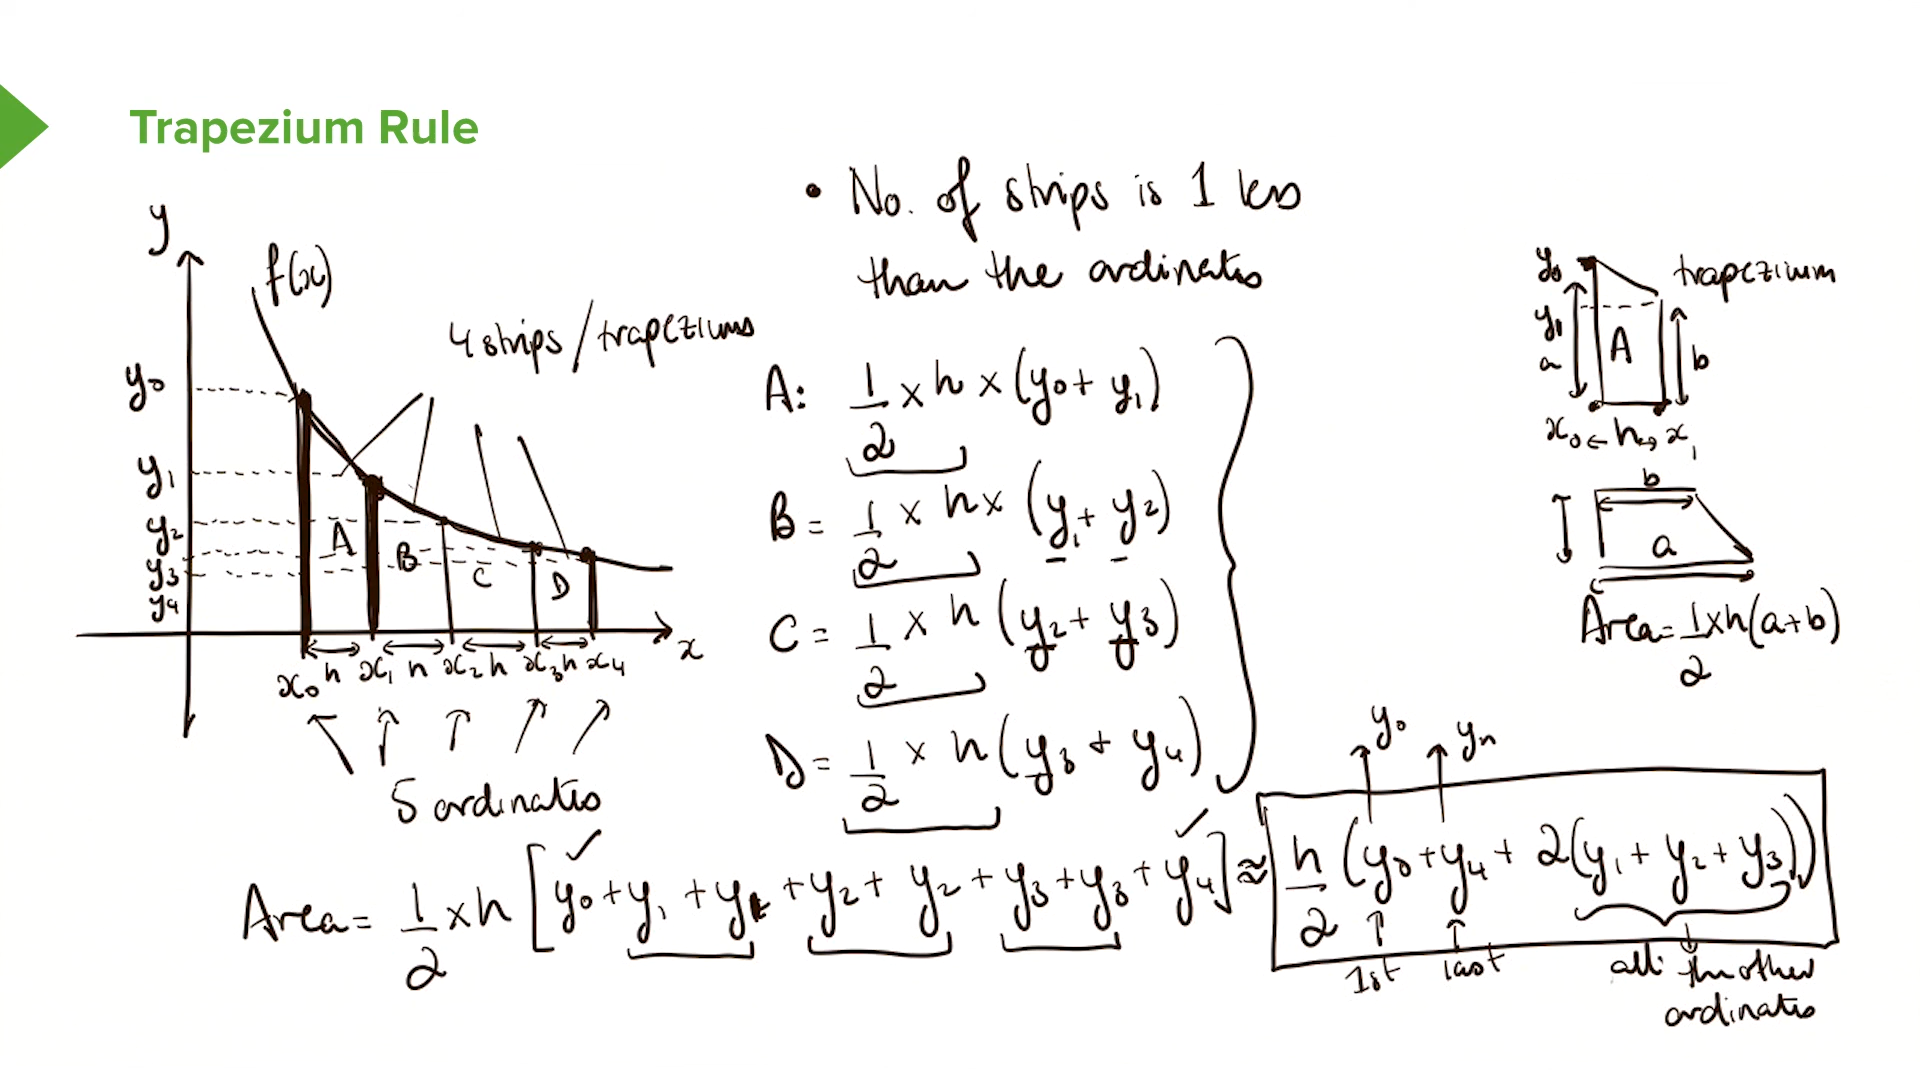 Trapezium Rule
• No. of strips is 1 less
than the ordinates
y
f(x)
4 strips / trapeziums
y₀
y₁
y₂
y₃
y₄
A
B
C
D
x
x₀ h x₁ h x₂ h x₃ h x₄
5 ordinates
A: 1/2 × h × (y₀ + y₁)
B = 1/2 × h × (y₁ + y₂)
C = 1/2 × h (y₂ + y₃)
D = 1/2 × h (y₃ + y₄)
y₀
trapezium
y₁
a
A
b
x₀ ← h → x₁
b
a
Area = 1/2 × h (a + b)
y₀ yₙ
Area = 1/2 × h [y₀ + y₁ + y₁ + y₂ + y₂ + y₃ + y₃ + y₄] ≈ h/2 (y₀ + y₄ + 2(y₁ + y₂ + y₃))
1st last
all the other
ordinates